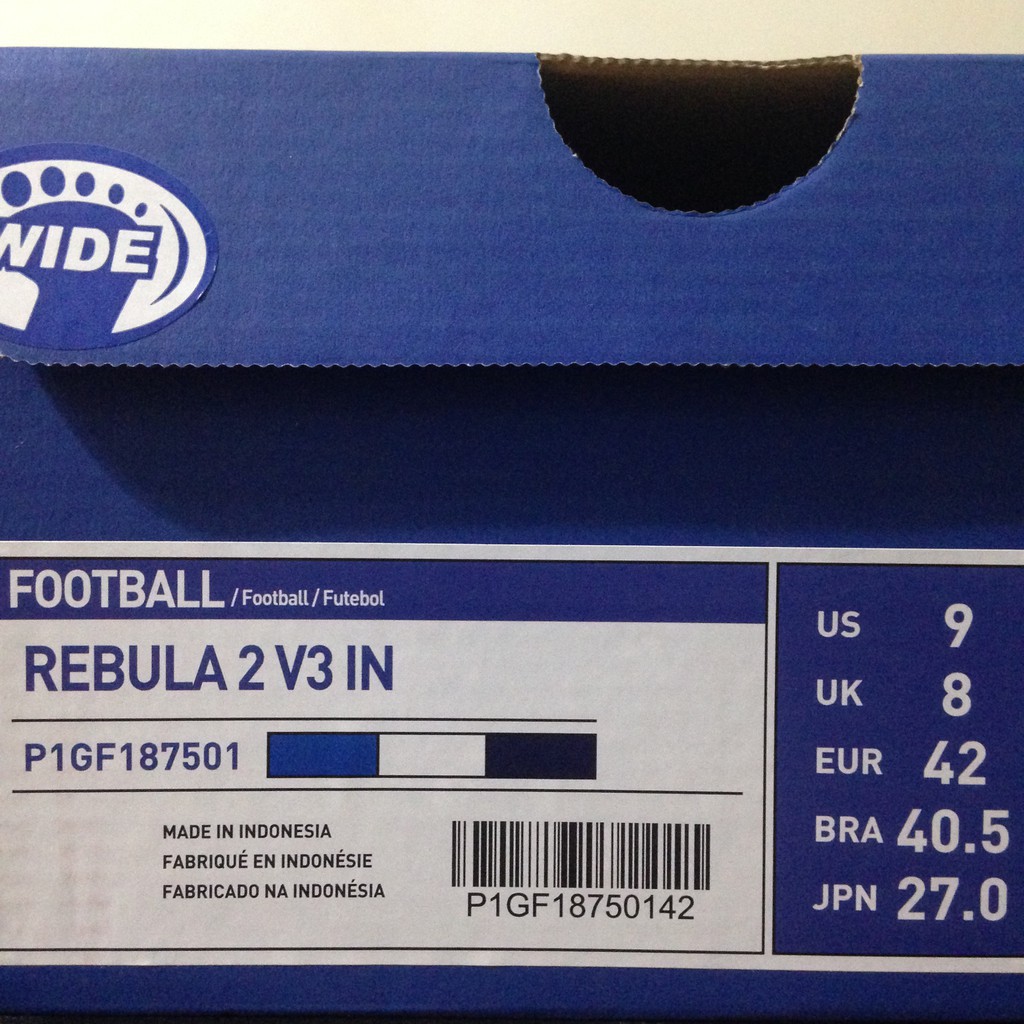 WIDE
FOOTBALL / Football / Futebol
REBULA 2 V3 IN
P1GF187501
MADE IN INDONESIA
FABRIQUÉ EN INDONÉSIE
FABRICADO NA INDONÉSIA
P1GF18750142
US 9
UK 8
EUR 42
BRA 40.5
JPN 27.0